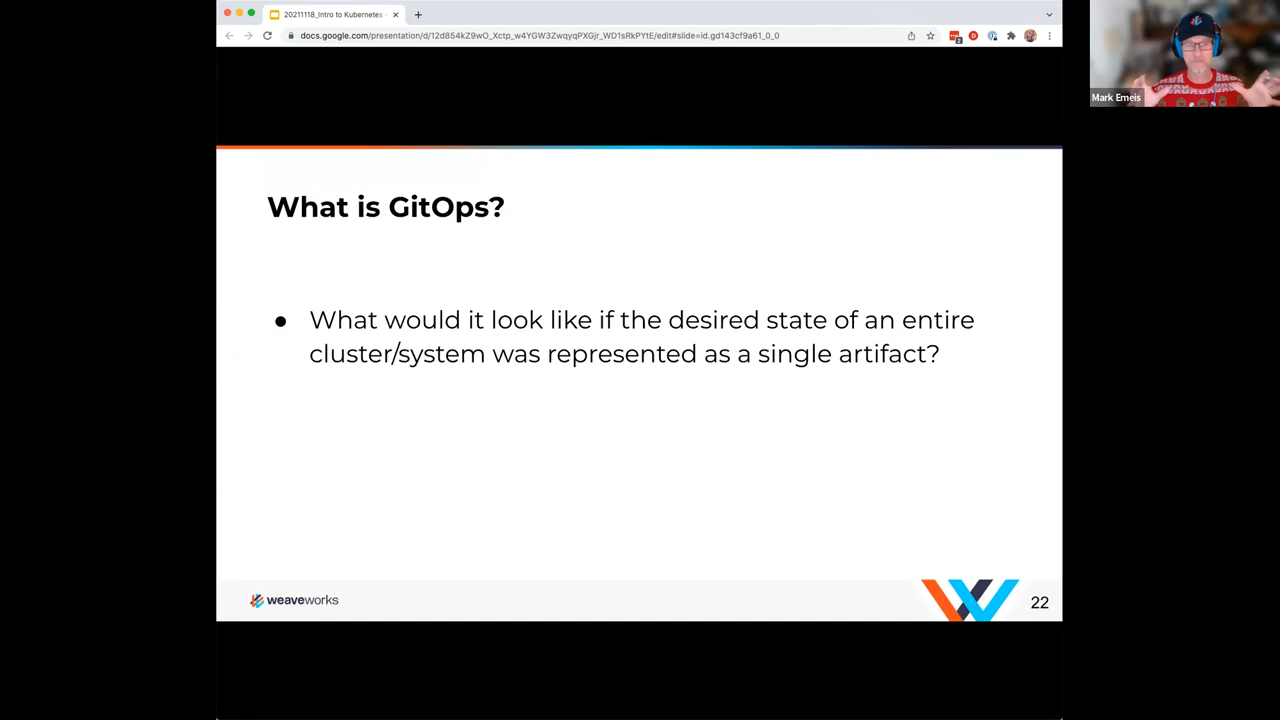 20211118_Intro to Kubernetes
docs.google.com/presentation/d/12d854kZ9wO_Xctp_w4YGW3ZwqyqPXGjr_WD1sRkPYtE/edit#slide=id.gd143cf9a61_0_0
2
Mark Emeis
What is GitOps?
● What would it look like if the desired state of an entire
cluster/system was represented as a single artifact?
weaveworks
22